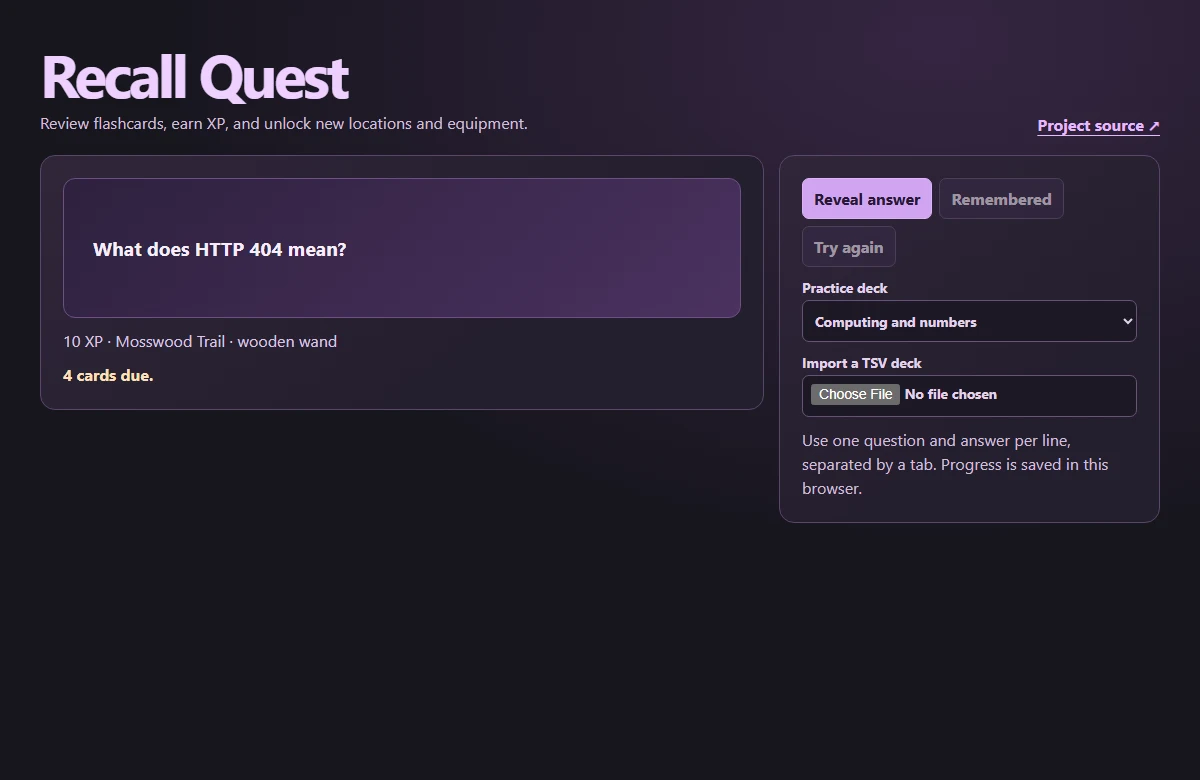 Recall Quest
Review flashcards, earn XP, and unlock new locations and equipment.
Project source ↗
What does HTTP 404 mean?
10 XP · Mosswood Trail · wooden wand
4 cards due.
Reveal answer
Remembered
Try again
Practice deck
Computing and numbers
Import a TSV deck
Choose File No file chosen
Use one question and answer per line,
separated by a tab. Progress is saved in this
browser.